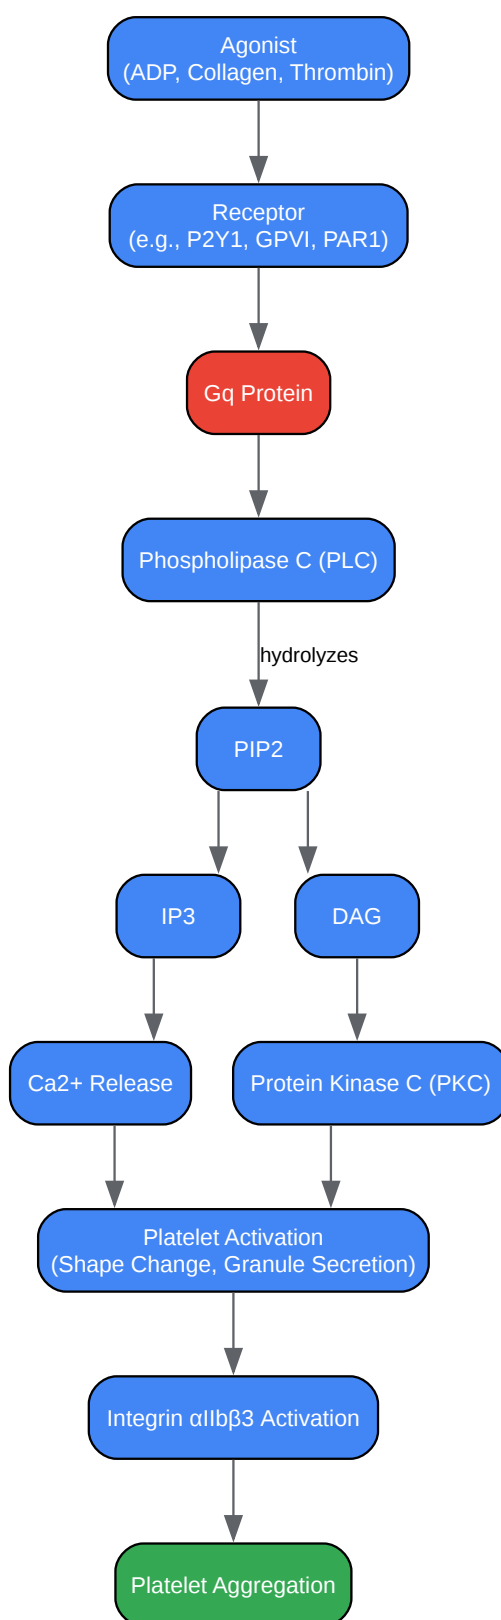 Agonist
(ADP, Collagen, Thrombin)
Receptor
(e.g., P2Y1, GPVI, PAR1)
Gq Protein
Phospholipase C (PLC)
hydrolyzes
PIP2
IP3
DAG
Ca2+ Release
Protein Kinase C (PKC)
Platelet Activation
(Shape Change, Granule Secretion)
Integrin αIIbβ3 Activation
Platelet Aggregation